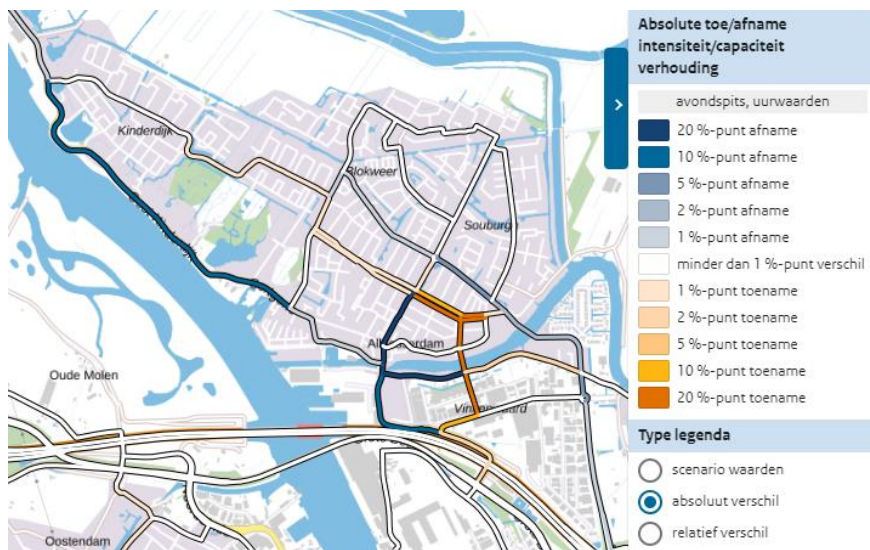 Kinderdijk
Blokweer
Souburgh
Oude Molen
Oostendam
Absolute toe/afname
intensiteit/capaciteit
verhouding
avondspits, uurwaarden
20 %-punt afname
10 %-punt afname
5 %-punt afname
2 %-punt afname
1 %-punt afname
minder dan 1 %-punt verschil
1 %-punt toename
2 %-punt toename
5 %-punt toename
10 %-punt toename
20 %-punt toename
Type legenda
scenario waarden
absoluut verschil
relatief verschil